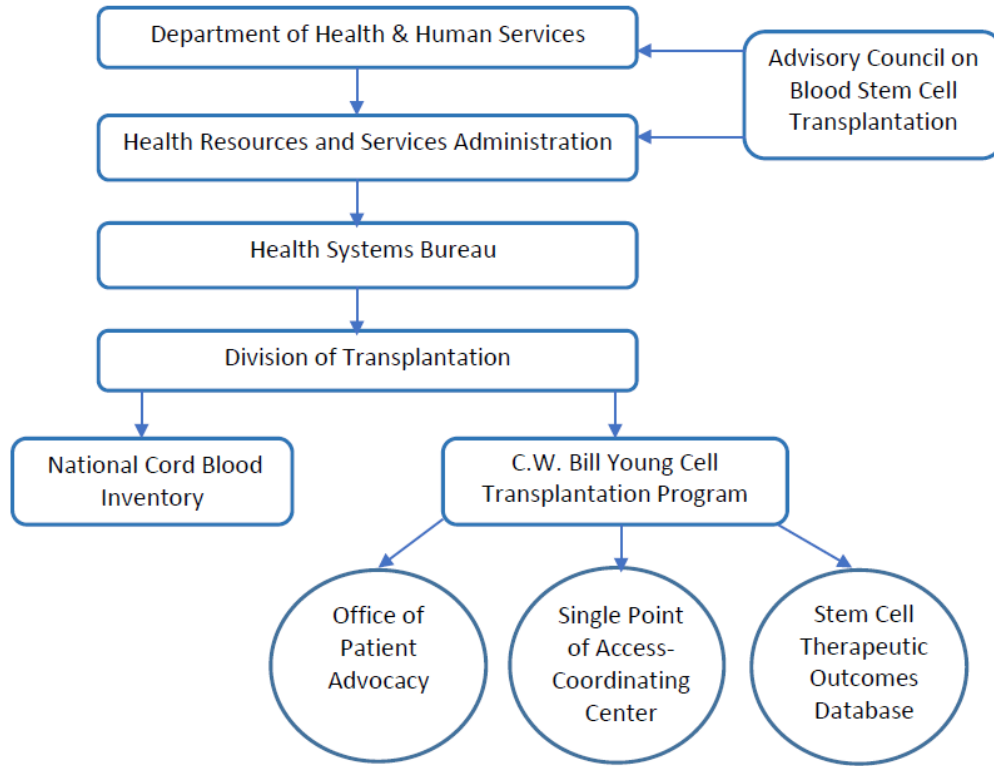 Department of Health & Human Services
Advisory Council on
Blood Stem Cell
Transplantation
Health Resources and Services Administration
Health Systems Bureau
Division of Transplantation
National Cord Blood
Inventory
C.W. Bill Young Cell
Transplantation Program
Office of
Patient
Advocacy
Single Point
of Access-
Coordinating
Center
Stem Cell
Therapeutic
Outcomes
Database